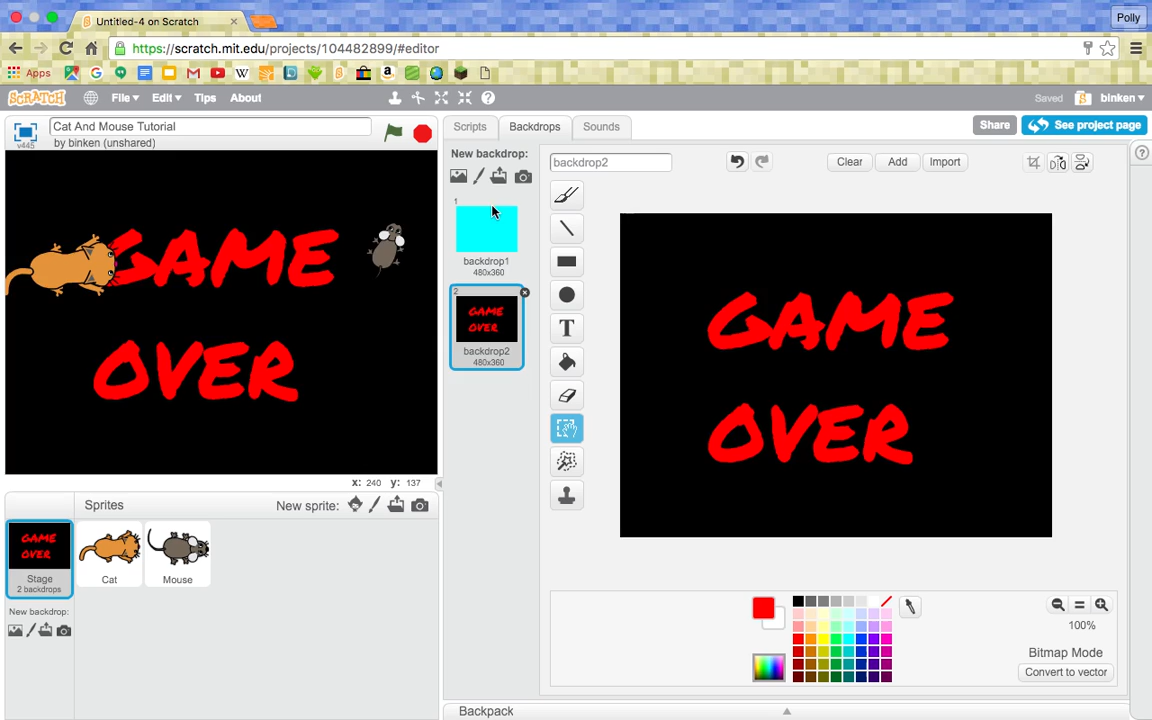 Untitled-4 on Scratch
Polly
https://scratch.mit.edu/projects/104482899/#editor
Apps
SCRATCH
File
Edit
Tips
About
Saved
binken
v445
Cat And Mouse Tutorial
by binken (unshared)
Scripts
Backdrops
Sounds
Share
See project page
New backdrop:
backdrop2
Clear
Add
Import
1
backdrop1
480x360
2
GAME
OVER
backdrop2
480x360
GAME
OVER
GAME
OVER
x: 240 y: 137
Sprites
New sprite:
GAME
OVER
Stage
2 backdrops
Cat
Mouse
New backdrop:
T
100%
Bitmap Mode
Convert to vector
Backpack